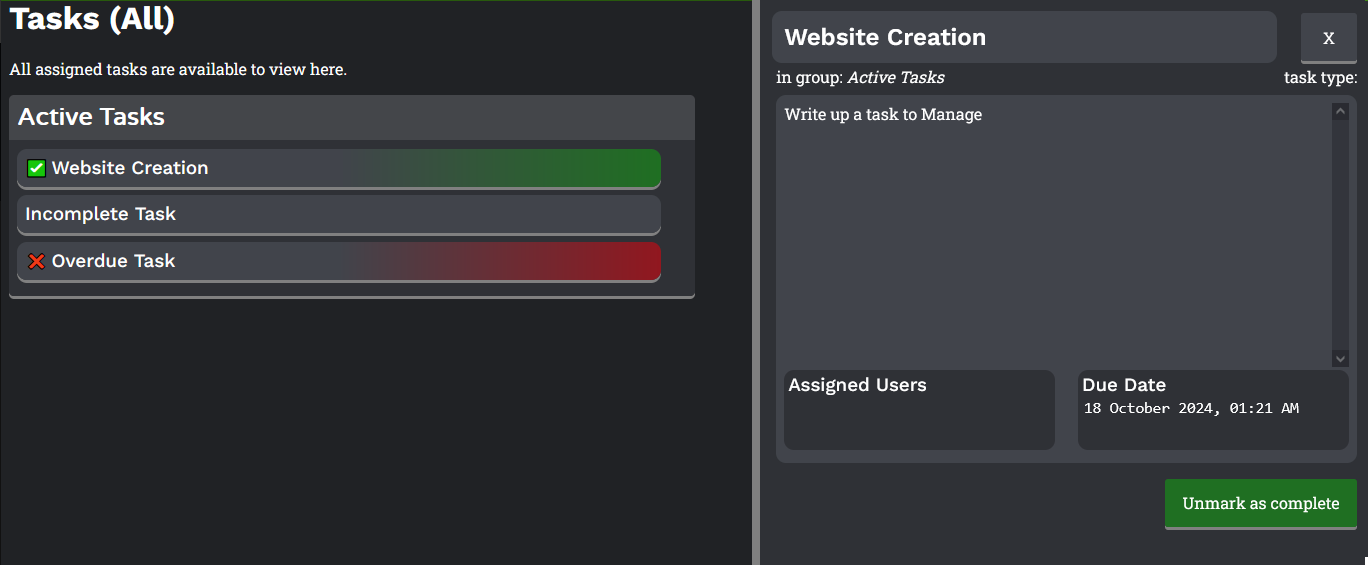 Tasks (All)
All assigned tasks are available to view here.
Active Tasks
✅ Website Creation
Incomplete Task
❌ Overdue Task
Website Creation
X
in group: Active Tasks
task type:
Write up a task to Manage
Assigned Users
Due Date
18 October 2024, 01:21 AM
Unmark as complete